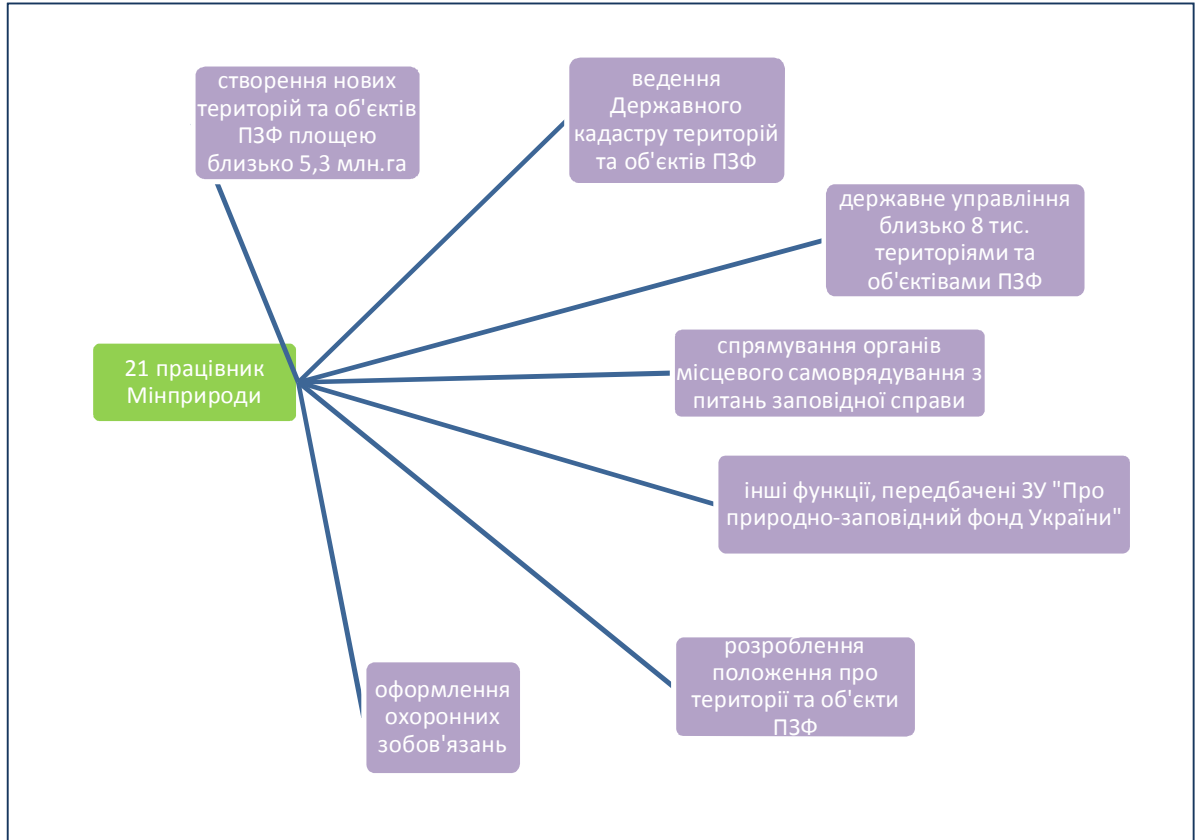 створення нових
територій та об'єктів
ПЗФ площею
близько 5,3 млн.га
ведення
Державного
кадастру територій
та об'єктів ПЗФ
державне управління
близько 8 тис.
територіями та
об'єктівами ПЗФ
21 працівник
Мінприроди
спрямування органів
місцевого самоврядування з
питань заповідної справи
інші функції, передбачені ЗУ "Про
природно-заповідний фонд України"
розроблення
положення про
території та об'єкти
ПЗФ
оформлення
охоронних
зобов'язань